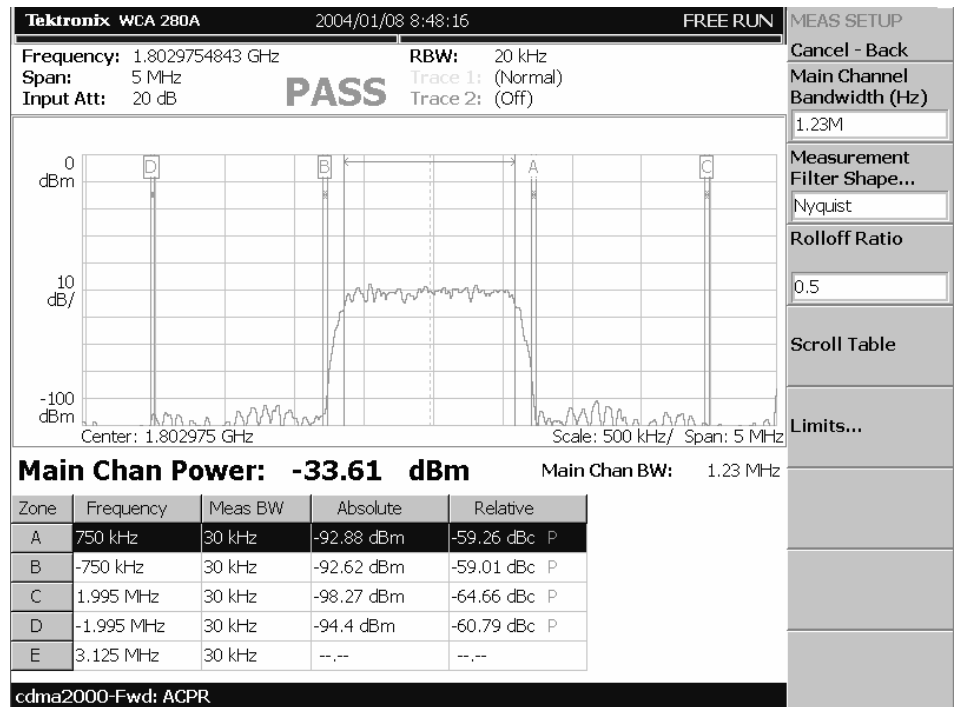 Tektronix WCA 280A 2004/01/08 8:48:16 FREE RUN
Frequency: 1.8029754843 GHz RBW: 20 kHz
Span: 5 MHz Trace 1: (Normal)
Input Att: 20 dB Trace 2: (Off)
PASS
0
dBm
10
dB/
-100
dBm
D B A C
Center: 1.802975 GHz Scale: 500 kHz/ Span: 5 MHz
Main Chan Power: -33.61 dBm Main Chan BW: 1.23 MHz
Zone Frequency Meas BW Absolute Relative
A 750 kHz 30 kHz -92.88 dBm -59.26 dBc P
B -750 kHz 30 kHz -92.62 dBm -59.01 dBc P
C 1.995 MHz 30 kHz -98.27 dBm -64.66 dBc P
D -1.995 MHz 30 kHz -94.4 dBm -60.79 dBc P
E 3.125 MHz 30 kHz --.-- --.--
cdma2000-Fwd: ACPR
MEAS SETUP
Cancel - Back
Main Channel
Bandwidth (Hz)
1.23M
Measurement
Filter Shape...
Nyquist
Rolloff Ratio
0.5
Scroll Table
Limits...